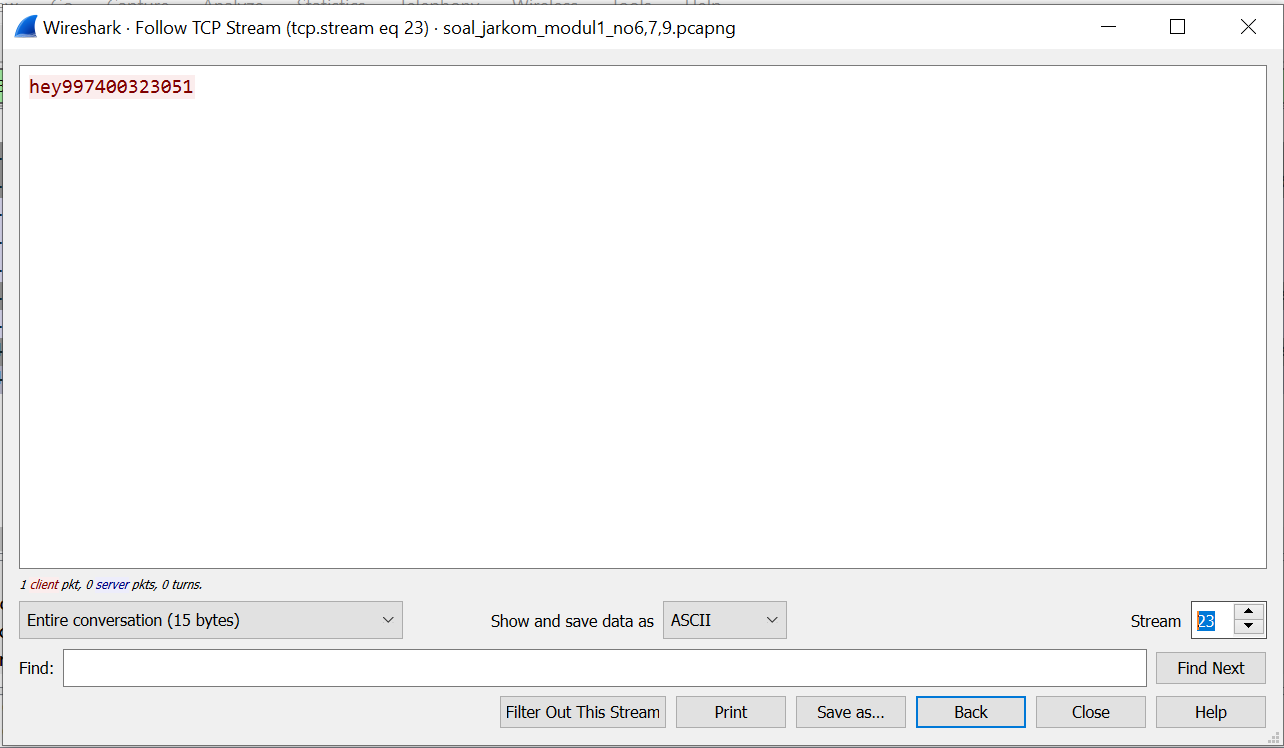 Wireshark · Follow TCP Stream (tcp.stream eq 23) · soal_jarkom_modul1_no6,7,9.pcapng
hey997400323051
1 client pkt, 0 server pkts, 0 turns.
Entire conversation (15 bytes)
Show and save data as
ASCII
Stream
23
Find:
Find Next
Filter Out This Stream
Print
Save as...
Back
Close
Help